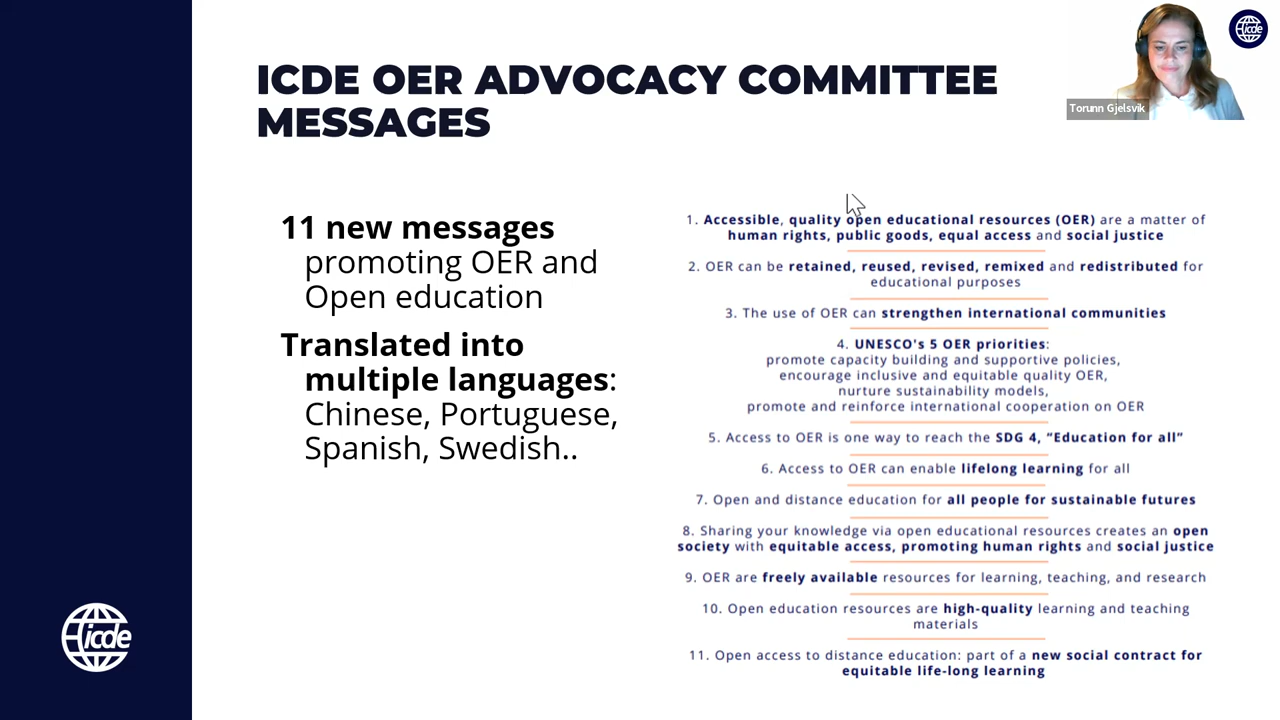 ICDE OER ADVOCACY COMMITTEE
MESSAGES
icde
Torunn Gjelsvik
11 new messages
promoting OER and
Open education
Translated into
multiple languages:
Chinese, Portuguese,
Spanish, Swedish..
1. Accessible, quality open educational resources (OER) are a matter of
human rights, public goods, equal access and social justice
2. OER can be retained, reused, revised, remixed and redistributed for
educational purposes
3. The use of OER can strengthen international communities
4. UNESCO's 5 OER priorities:
promote capacity building and supportive policies,
encourage inclusive and equitable quality OER,
nurture sustainability models,
promote and reinforce international cooperation on OER
5. Access to OER is one way to reach the SDG 4, "Education for all"
6. Access to OER can enable lifelong learning for all
7. Open and distance education for all people for sustainable futures
8. Sharing your knowledge via open educational resources creates an open
society with equitable access, promoting human rights and social justice
9. OER are freely available resources for learning, teaching, and research
10. Open education resources are high-quality learning and teaching
materials
11. Open access to distance education: part of a new social contract for
equitable life-long learning
icde